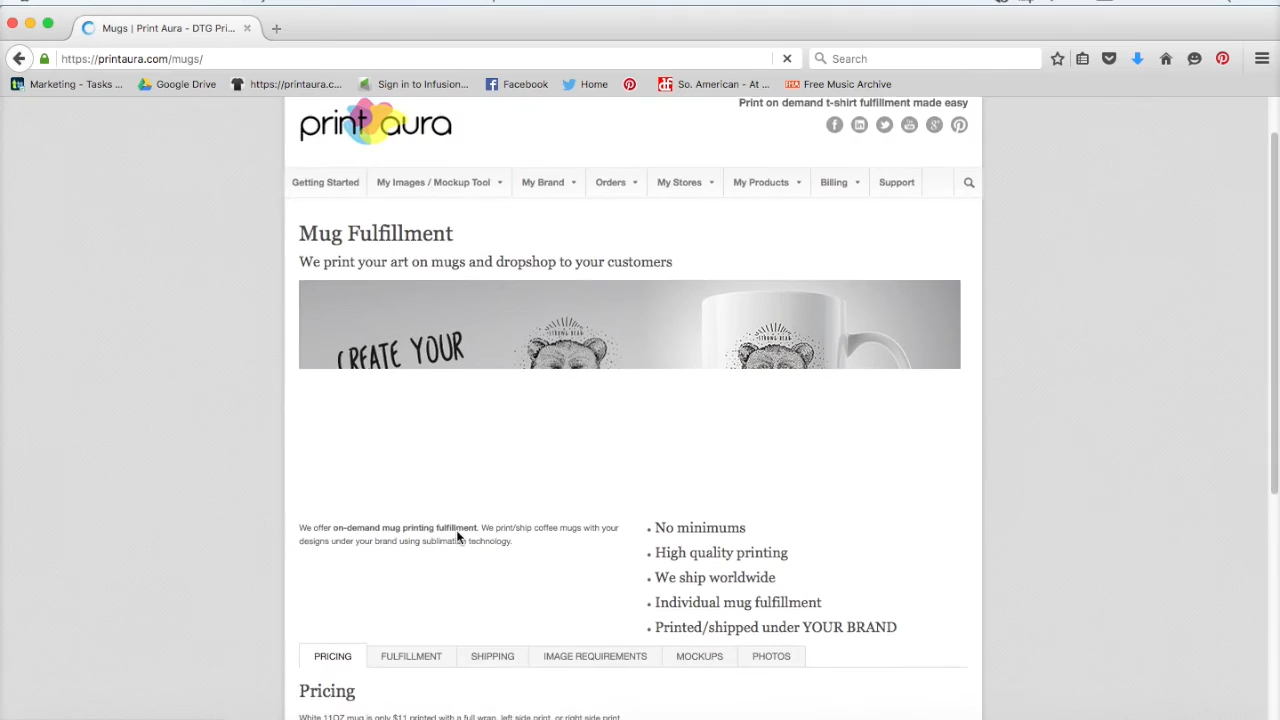 Mugs | Print Aura - DTG Pri...
https://printaura.com/mugs/
Search
Marketing - Tasks ...
Google Drive
https://printaura.c...
Sign in to Infusion...
Facebook
Home
So. American - At ...
Free Music Archive
print aura
Print on demand t-shirt fulfillment made easy
Getting Started
My Images / Mockup Tool
My Brand
Orders
My Stores
My Products
Billing
Support
Mug Fulfillment
We print your art on mugs and dropshop to your customers
CREATE YOUR
STRONG BEAR
STRONG BEAR
We offer on-demand mug printing fulfillment. We print/ship coffee mugs with your
designs under your brand using sublimation technology.
No minimums
High quality printing
We ship worldwide
Individual mug fulfillment
Printed/shipped under YOUR BRAND
PRICING
FULFILLMENT
SHIPPING
IMAGE REQUIREMENTS
MOCKUPS
PHOTOS
Pricing
White 11OZ mug is only $11 printed with a full wrap, left side print, or right side print